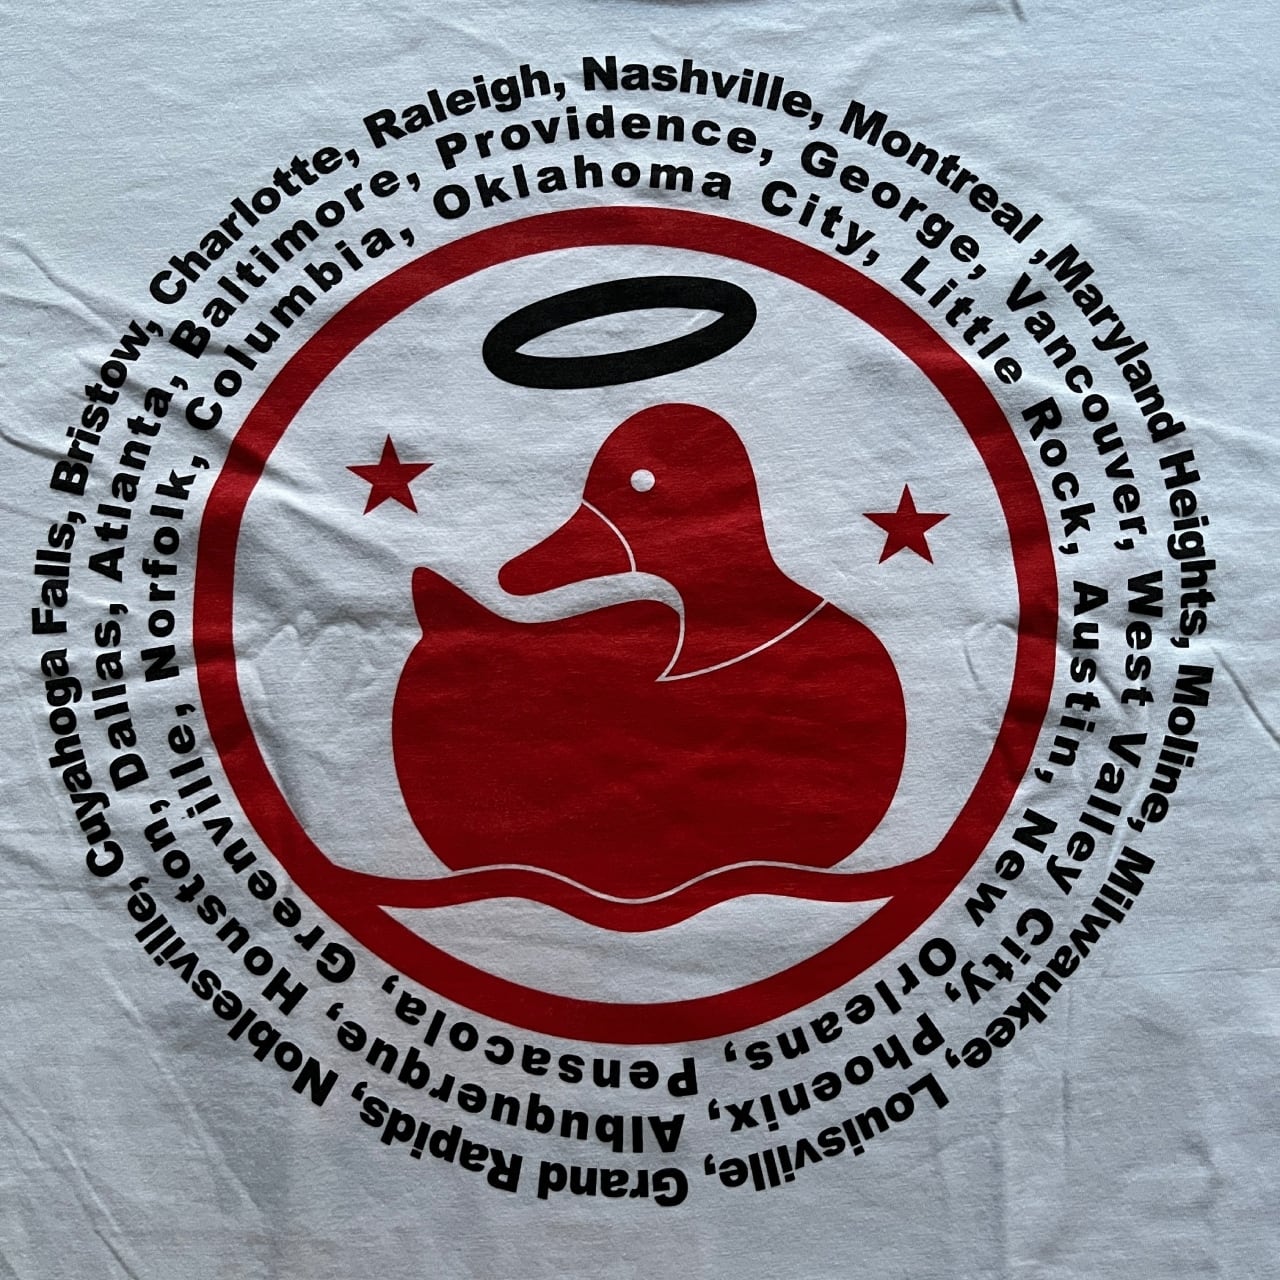 Nashville, Montreal ,Maryland Heights, Moline, Milwaukee, Louisville, Grand Rapids, Noblesville, Cuyahoga Falls, Bristow, Charlotte, Raleigh,
Providence, George, Vancouver, West Valley City, Phoenix, Albuquerque, Houston, Dallas, Atlanta, Baltimore,
Oklahoma City, Little Rock, Austin, New Orleans, Pensacola, Greenville, Norfolk, Columbia,